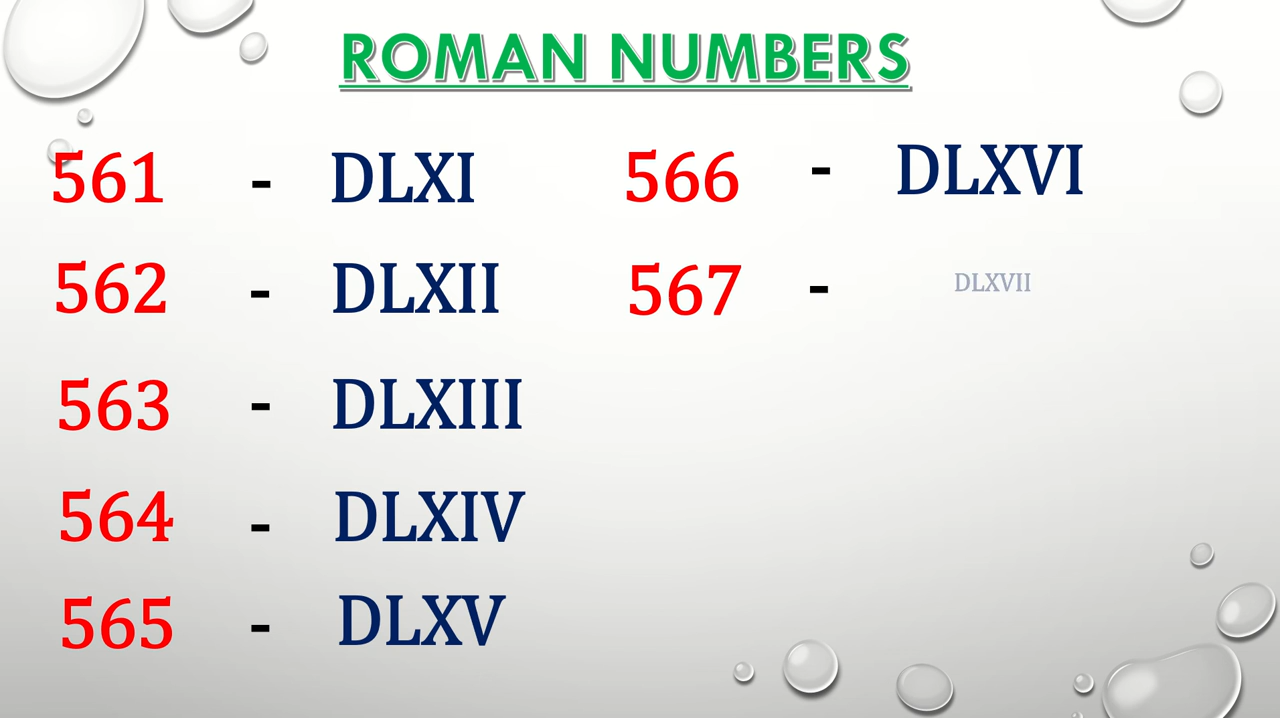 ROMAN NUMBERS
561 - DLXI
562 - DLXII
563 - DLXIII
564 - DLXIV
565 - DLXV
566 - DLXVI
567 - DLXVII